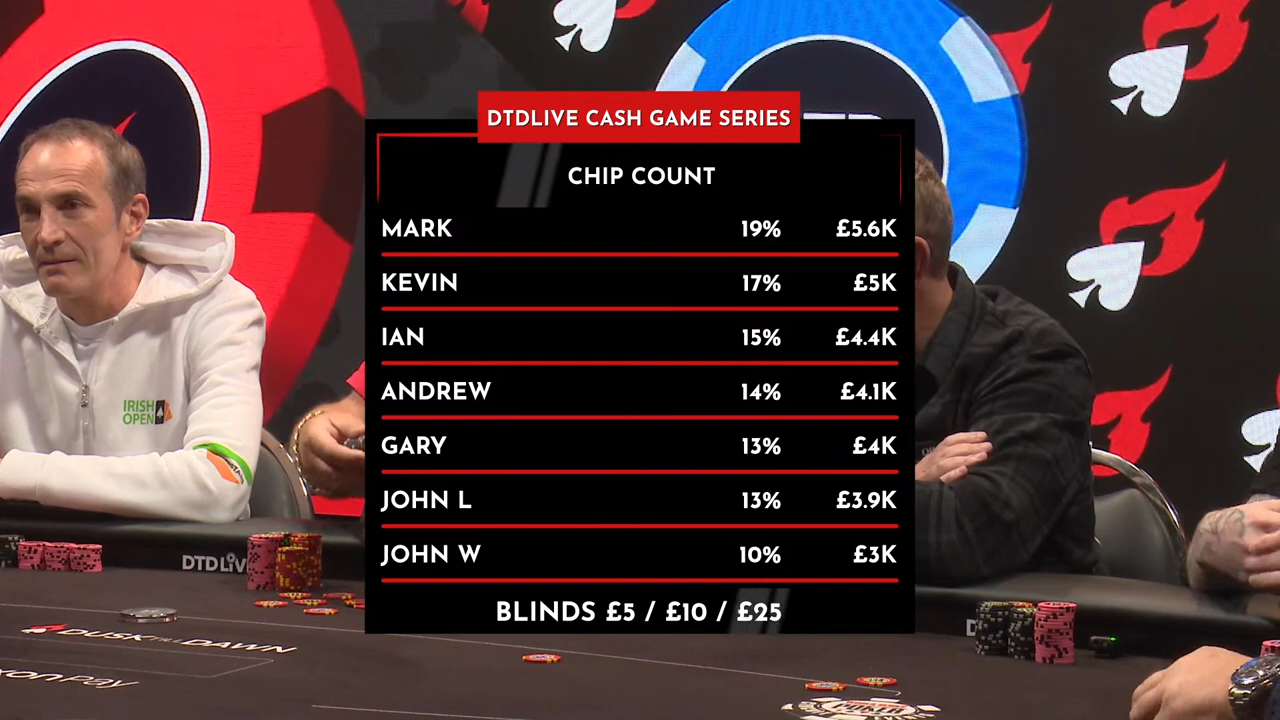 DTDLIVE CASH GAME SERIES
CHIP COUNT
MARK 19% £5.6K
KEVIN 17% £5K
IAN 15% £4.4K
ANDREW 14% £4.1K
GARY 13% £4K
JOHN L 13% £3.9K
JOHN W 10% £3K
BLINDS £5 / £10 / £25
IRISH
OPEN
DTDLIV
DUSK TILL DAWN